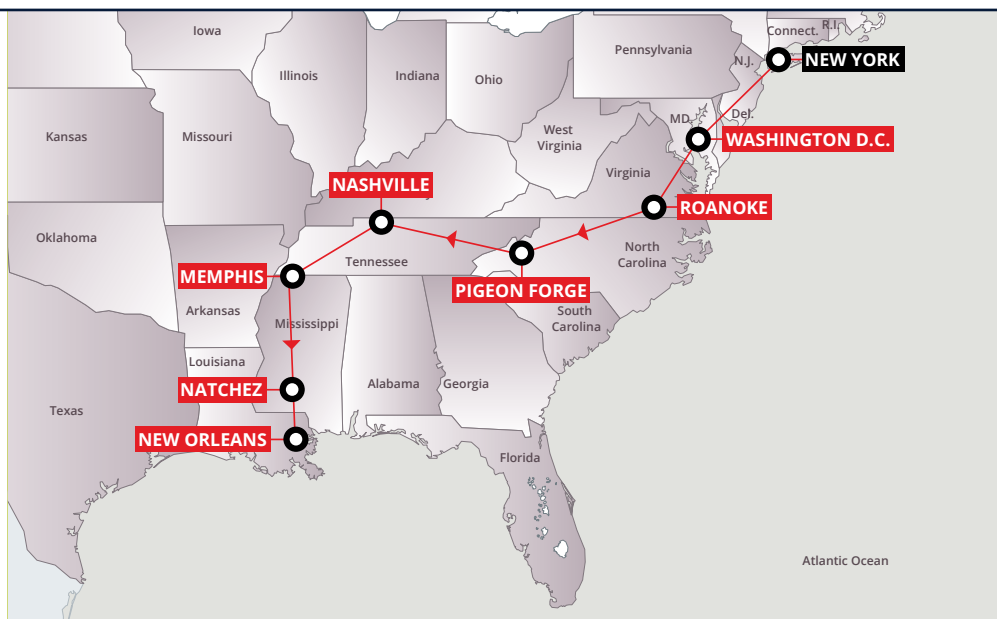 Iowa
Connect.
R.I.
Pennsylvania
NEW YORK
N.J.
Illinois
Indiana
Ohio
Del.
MD
Kansas
Missouri
West
Virginia
WASHINGTON D.C.
Virginia
NASHVILLE
ROANOKE
Oklahoma
North
Carolina
Tennessee
MEMPHIS
PIGEON FORGE
Arkansas
Mississippi
South
Carolina
Louisiana
NATCHEZ
Alabama
Georgia
Texas
NEW ORLEANS
Florida
Atlantic Ocean